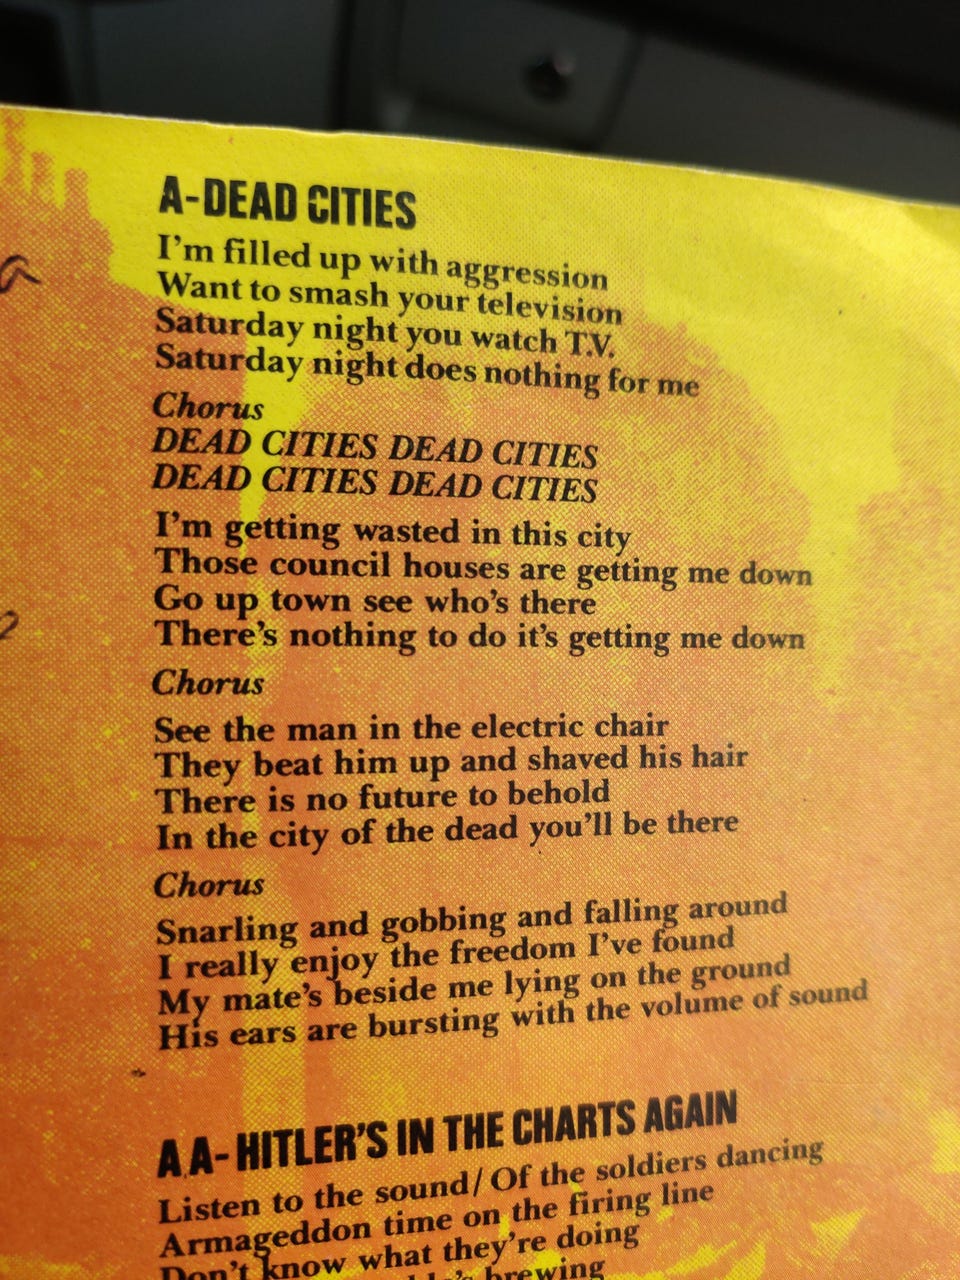 A-DEAD CITIES
I'm filled up with aggression
Want to smash your television
Saturday night you watch T.V.
Saturday night does nothing for me
Chorus
DEAD CITIES DEAD CITIES
DEAD CITIES DEAD CITIES
I'm getting wasted in this city
Those council houses are getting me down
Go up town see who's there
There's nothing to do it's getting me down
Chorus
See the man in the electric chair
They beat him up and shaved his hair
There is no future to behold
In the city of the dead you'll be there
Chorus
Snarling and gobbing and falling around
I really enjoy the freedom I've found
My mate's beside me lying on the ground
His ears are bursting with the volume of sound
A.A-HITLER'S IN THE CHARTS AGAIN
Listen to the sound/Of the soldiers dancing
Armageddon time on the firing line
Don't know what they're doing
brewing